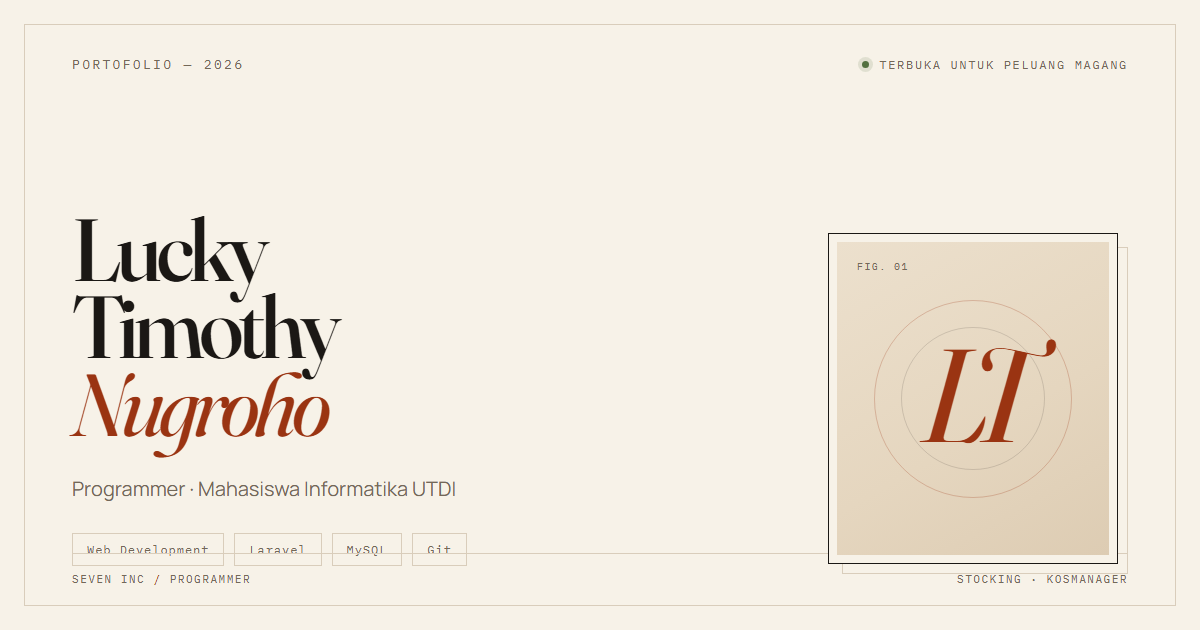 PORTOFOLIO — 2026
TERBUKA UNTUK PELUANG MAGANG
Lucky
Timothy
Nugroho
FIG. 01
LT
Programmer · Mahasiswa Informatika UTDI
Web Development
Laravel
MySQL
Git
SEVEN INC / PROGRAMMER
STOCKING · KOSMANAGER